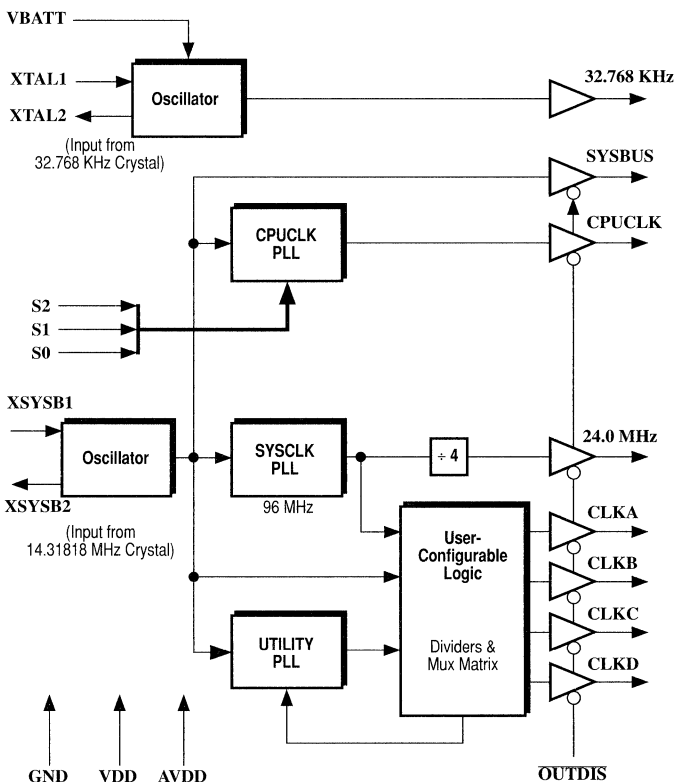 VBATT
XTAL1
XTAL2
Oscillator
32.768 KHz
(Input from
32.768 KHz Crystal)
SYSBUS
CPUCLK
PLL
CPUCLK
S2
S1
S0
XSYSB1
XSYSB2
Oscillator
(Input from
14.31818 MHz Crystal)
SYSCLK
PLL
96 MHz
÷ 4
24.0 MHz
User-
Configurable
Logic
Dividers &
Mux Matrix
CLKA
CLKB
CLKC
CLKD
UTILITY
PLL
GND
VDD
AVDD
OUTDIS